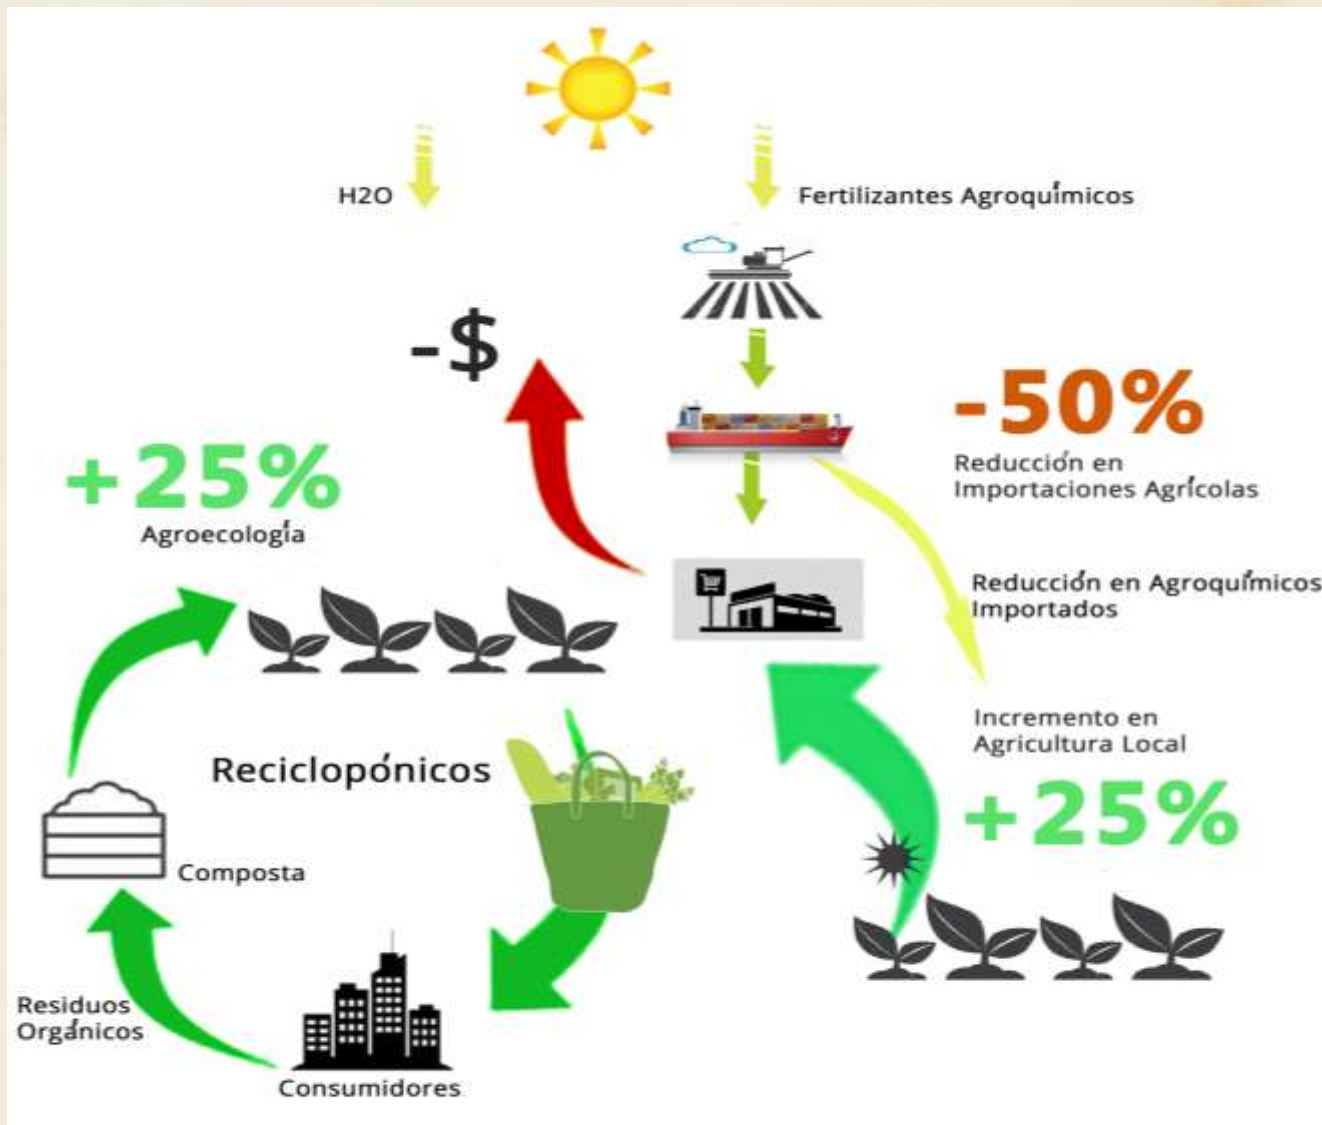 H2O
Fertilizantes Agroquímicos
-$
-50%
Reducción en
Importaciones Agrícolas
+25%
Agroecología
Reducción en Agroquímicos
Importados
Incremento en
Agricultura Local
+25%
Reciclopónicos
Composta
Residuos
Orgánicos
Consumidores